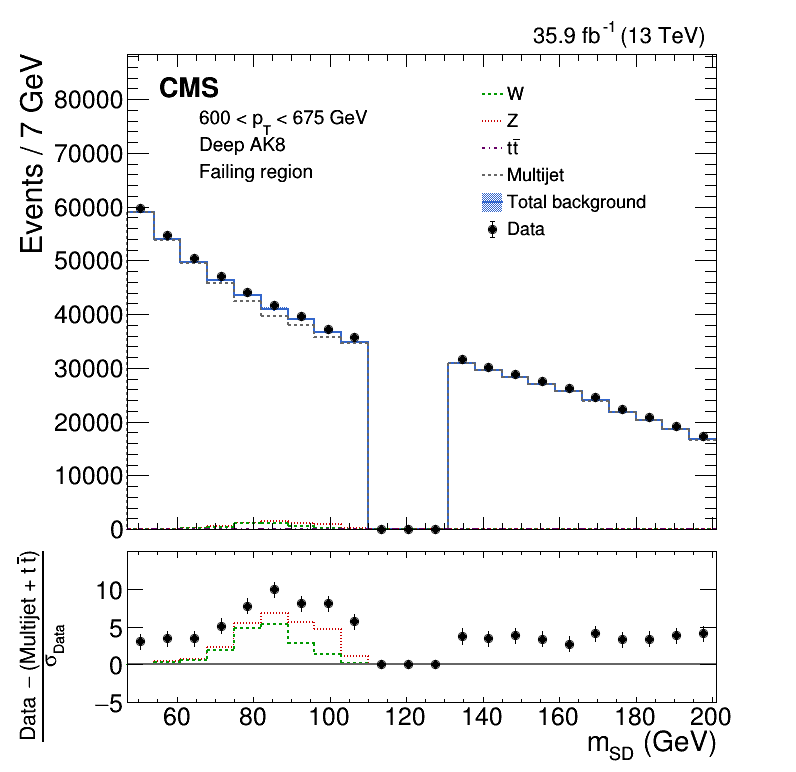 35.9 fb⁻¹ (13 TeV)
CMS
600 < p_T < 675 GeV
Deep AK8
Failing region
W
Z
tt̄
Multijet
Total background
Data
Events / 7 GeV
80000
70000
60000
50000
40000
30000
20000
10000
0
Data − (Multijet + t t̄)
σ_Data
10
5
0
−5
60 80 100 120 140 160 180 200
m_SD (GeV)